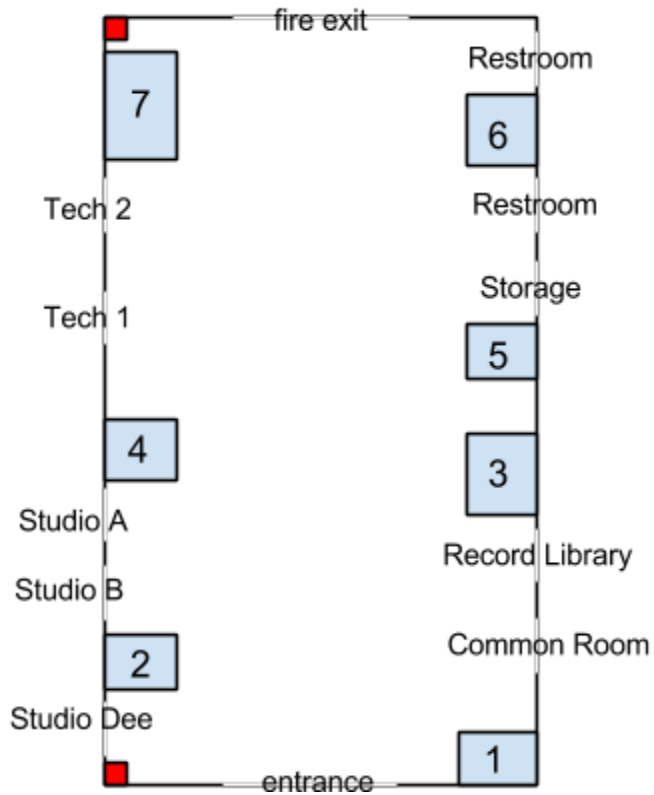 fire exit
Restroom
7
6
Tech 2
Restroom
Storage
Tech 1
5
4
3
Studio A
Record Library
Studio B
Common Room
2
Studio Dee
1
entrance